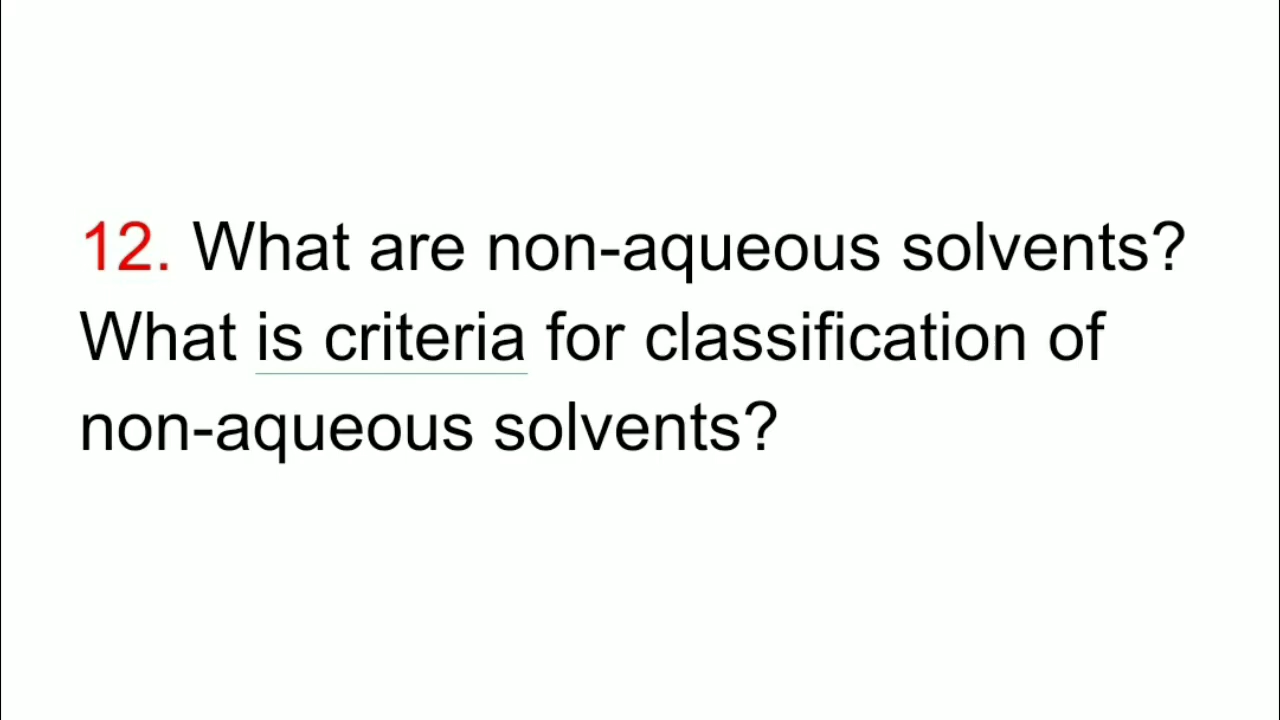 12. What are non-aqueous solvents?
What is criteria for classification of
non-aqueous solvents?